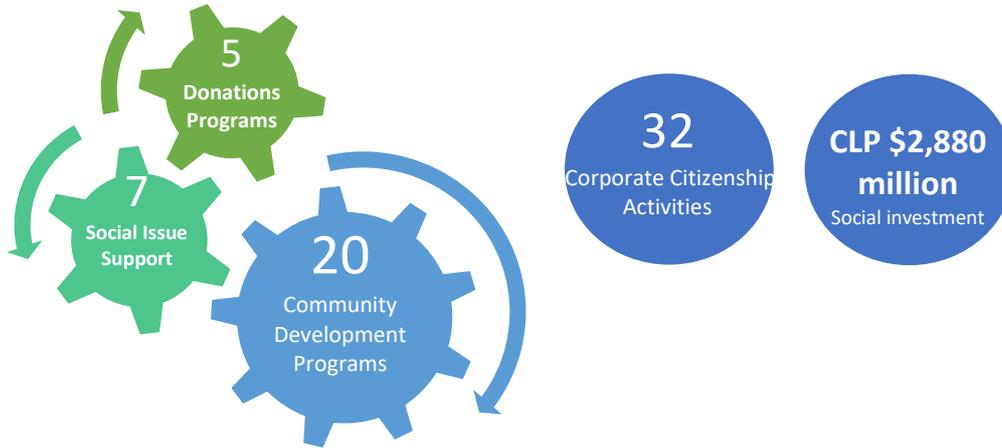 5
Donations
Programs
7
Social Issue
Support
20
Community
Development
Programs
32
Corporate Citizenship
Activities
CLP $2,880
million
Social investment